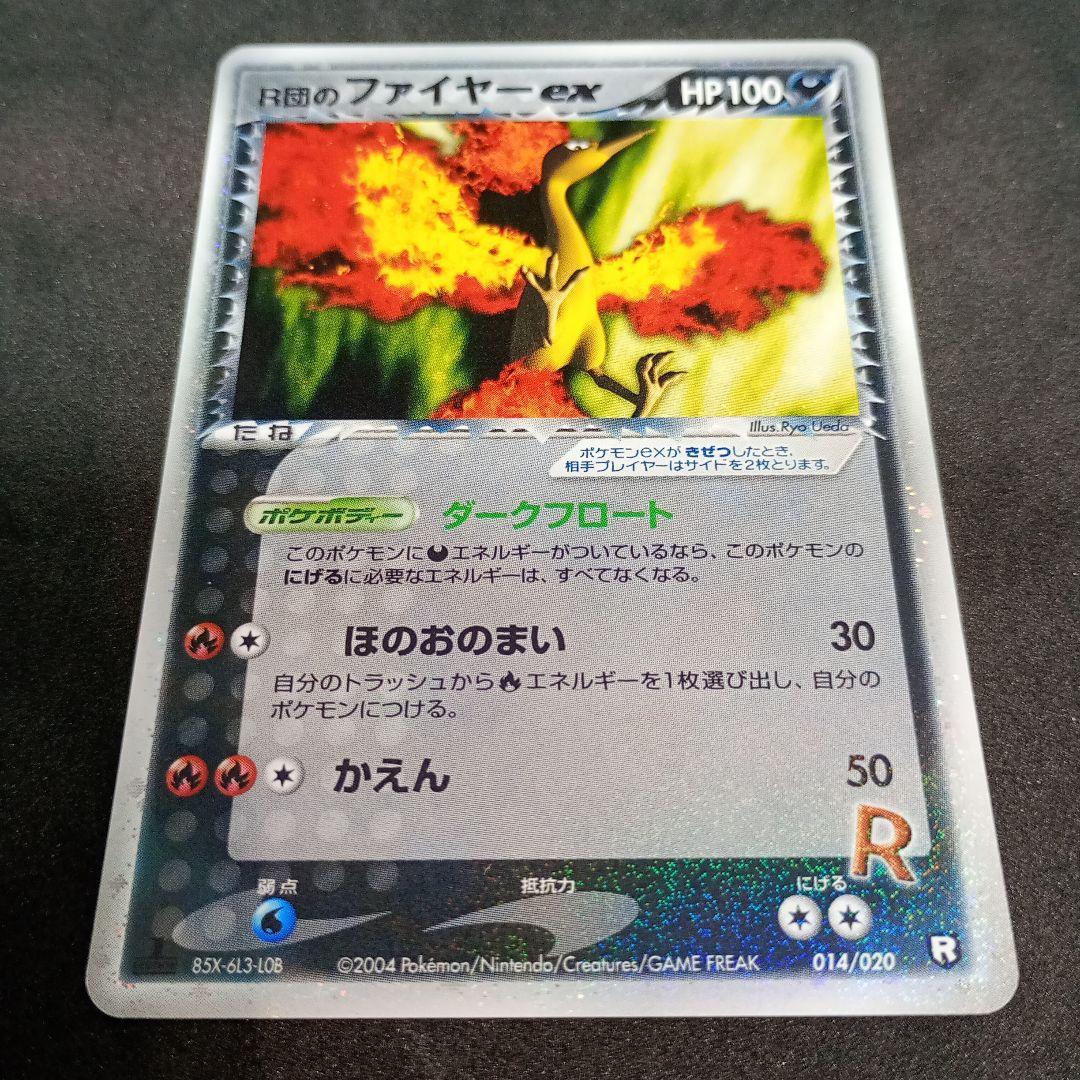 R団のファイヤーex HP100
たね
Illus. Ryo Ueda
ポケモンexが きぜつしたとき、
相手プレイヤーはサイドを2枚とります。
ポケボディー ダークフロート
このポケモンにエネルギーがついているなら、このポケモンの
にげるに必要なエネルギーは、すべてなくなる。
ほのおのまい 30
自分のトラッシュからエネルギーを1枚選び出し、自分の
ポケモンにつける。
かえん 50
R
弱点 抵抗力 にげる
85X-6L3-L0B ©2004 Pokémon/Nintendo/Creatures/GAME FREAK 014/020 R